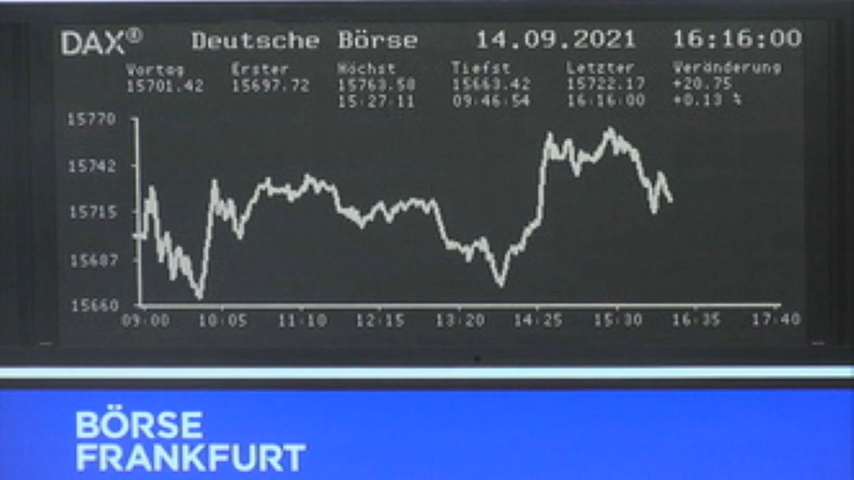 DAX® Deutsche Börse 14.09.2021 16:16:00
Vortag Erster Höchst Tiefst Letzter Veränderung
15701.42 15697.72 15763.58 15663.42 15722.17 +20.75
15:27:11 09:46:54 16:16:00 +0.13 %
15770
15742
15715
15687
15660
09:00 10:05 11:10 12:15 13:20 14:25 15:30 16:35 17:40
BÖRSE
FRANKFURT